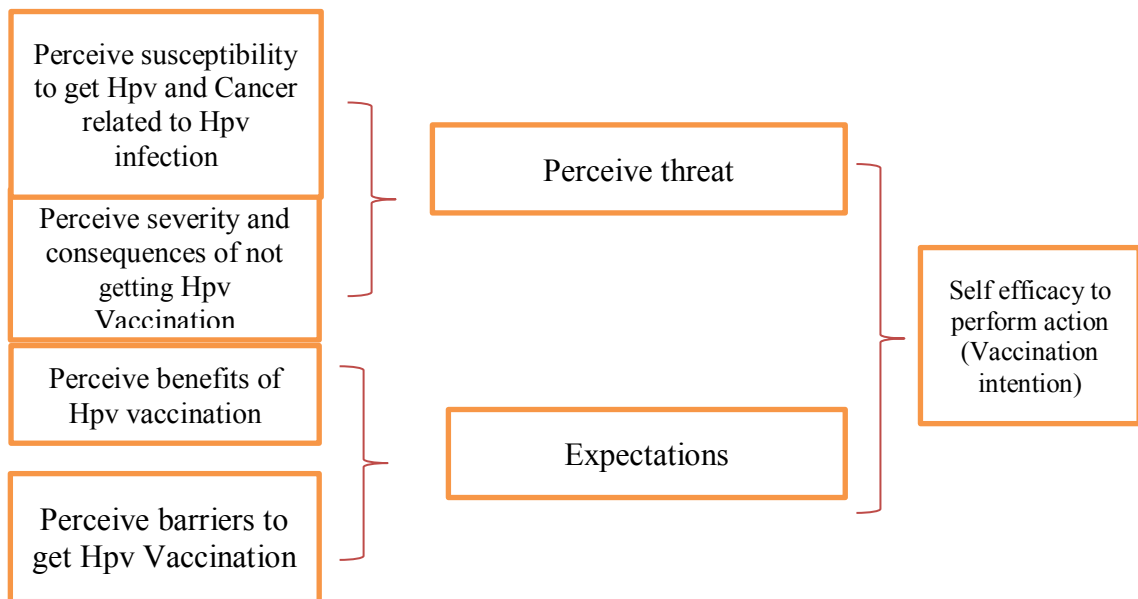 Perceive susceptibility
to get Hpv and Cancer
related to Hpv
infection
Perceive severity and
consequences of not
getting Hpv
Vaccination
Perceive benefits of
Hpv vaccination
Perceive barriers to
get Hpv Vaccination
Perceive threat
Expectations
Self efficacy to
perform action
(Vaccination
intention)